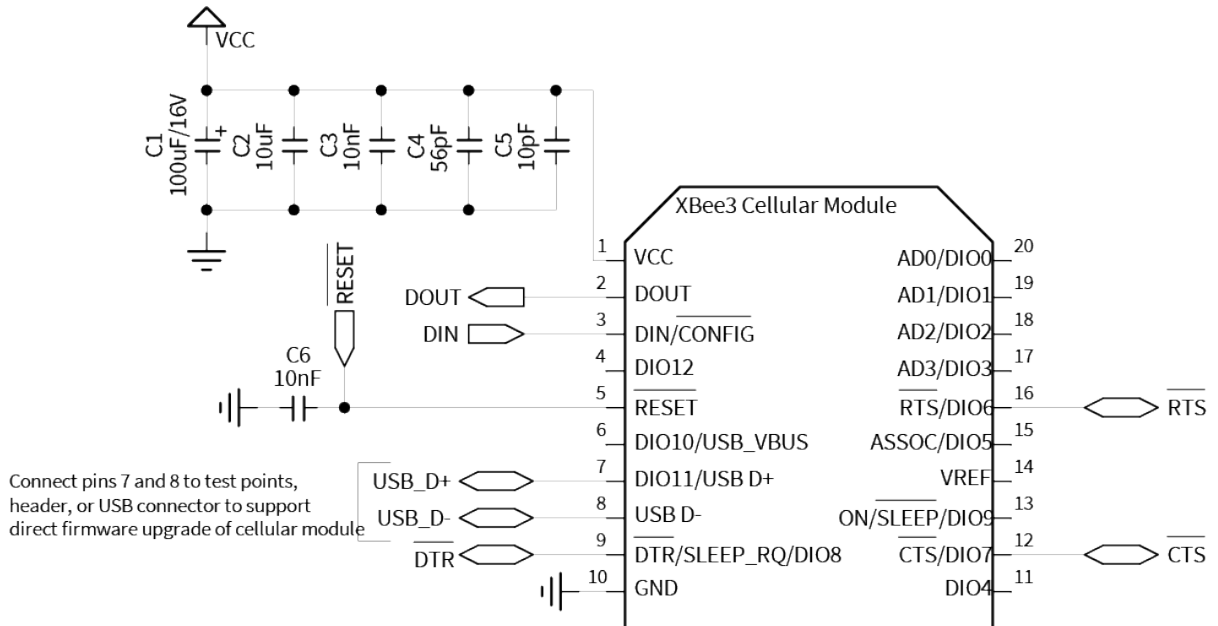 VCC
C1
100uF/16V
+
C2
10uF
C3
10nF
C4
56pF
C5
10pF
XBee3 Cellular Module
RESET
DOUT
DIN
C6
10nF
1 VCC
2 DOUT
3 DIN/CONFIG
4 DIO12
5 RESET
6 DIO10/USB_VBUS
7 DIO11/USB D+
8 USB D-
9 DTR/SLEEP_RQ/DIO8
10 GND
AD0/DIO0 20
AD1/DIO1 19
AD2/DIO2 18
AD3/DIO3 17
RTS/DIO6 16
ASSOC/DIO5 15
VREF 14
ON/SLEEP/DIO9 13
CTS/DIO7 12
DIO4 11
RTS
CTS
Connect pins 7 and 8 to test points,
header, or USB connector to support
direct firmware upgrade of cellular module
USB_D+
USB_D-
DTR